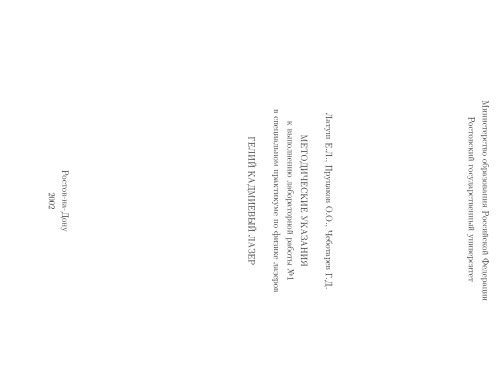 Министерство образования Российской Федерации
Ростовский государственный университет
Латуш Е.Л., Пруцаков О.О., Чеботарев Г.Д.
МЕТОДИЧЕСКИЕ УКАЗАНИЯ
к выполнению лабораторной работы №1
в специальном практикуме по физике лазеров
ГЕЛИЙ КАДМИЕВЫЙ ЛАЗЕР
Ростов-на-Дону
2002